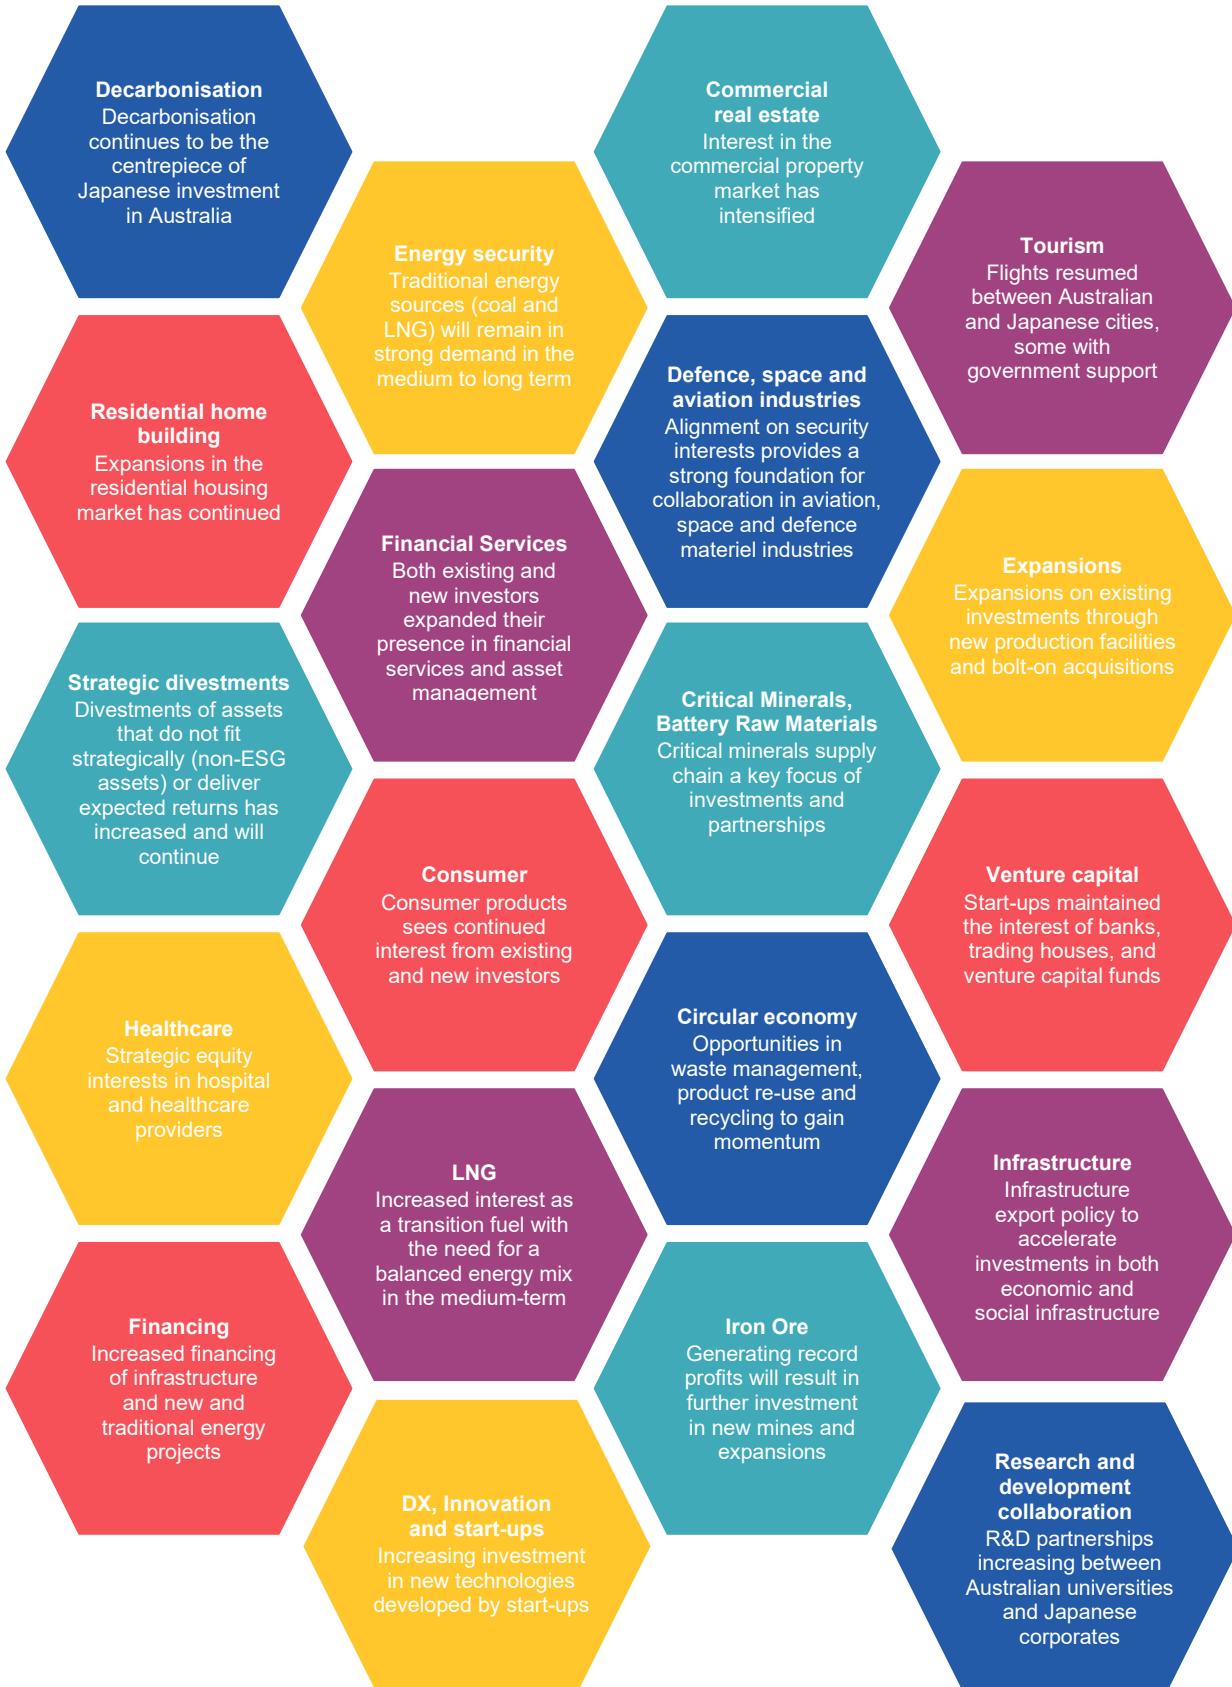 Decarbonisation
Decarbonisation
continues to be the
centrepiece of
Japanese investment
in Australia
Commercial
real estate
Interest in the
commercial property
market has
intensified
Energy security
Traditional energy
sources (coal and
LNG) will remain in
strong demand in the
medium to long term
Tourism
Flights resumed
between Australian
and Japanese cities,
some with
government support
Residential home
building
Expansions in the
residential housing
market has continued
Defence, space and
aviation industries
Alignment on security
interests provides a
strong foundation for
collaboration in aviation,
space and defence
materiel industries
Financial Services
Both existing and
new investors
expanded their
presence in financial
services and asset
management
Expansions
Expansions on existing
investments through
new production facilities
and bolt-on acquisitions
Strategic divestments
Divestments of assets
that do not fit
strategically (non-ESG
assets) or deliver
expected returns has
increased and will
continue
Critical Minerals,
Battery Raw Materials
Critical minerals supply
chain a key focus of
investments and
partnerships
Consumer
Consumer products
sees continued
interest from existing
and new investors
Venture capital
Start-ups maintained
the interest of banks,
trading houses, and
venture capital funds
Healthcare
Strategic equity
interests in hospital
and healthcare
providers
Circular economy
Opportunities in
waste management,
product re-use and
recycling to gain
momentum
LNG
Increased interest as
a transition fuel with
the need for a
balanced energy mix
in the medium-term
Infrastructure
Infrastructure
export policy to
accelerate
investments in both
economic and
social infrastructure
Financing
Increased financing
of infrastructure
and new and
traditional energy
projects
Iron Ore
Generating record
profits will result in
further investment
in new mines and
expansions
DX, Innovation
and start-ups
Increasing investment
in new technologies
developed by start-ups
Research and
development
collaboration
R&D partnerships
increasing between
Australian universities
and Japanese
corporates